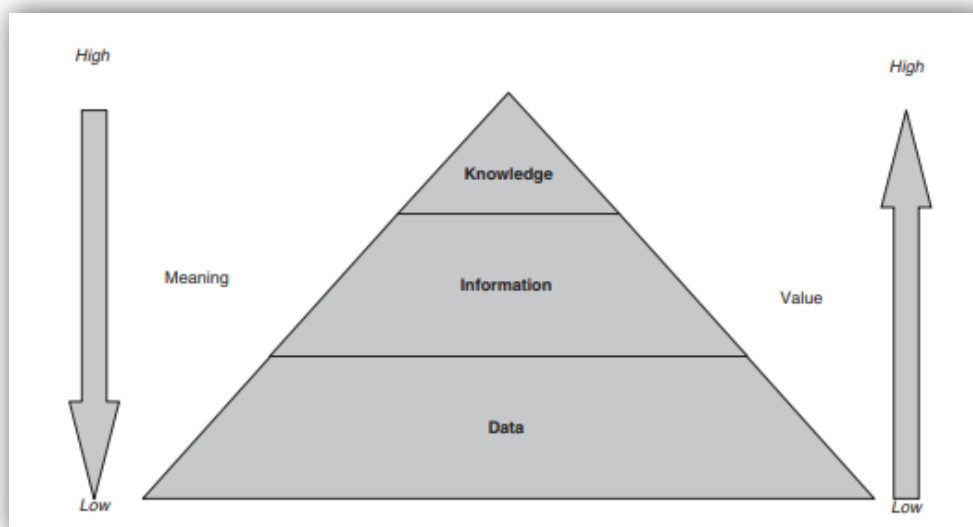 High
High
Knowledge
Meaning
Information
Value
Data
Low
Low